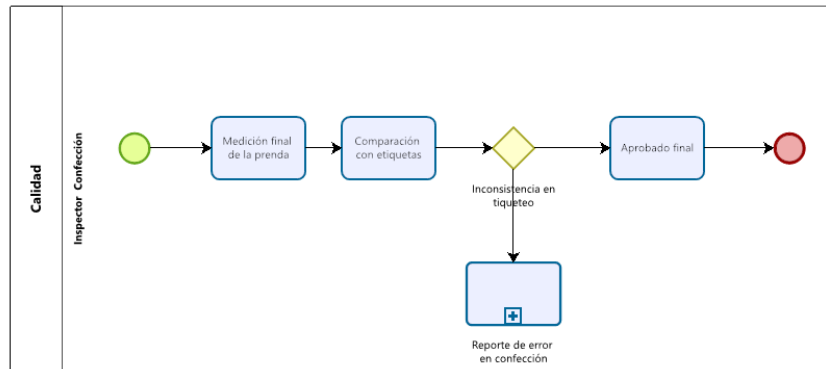 Calidad
Inspector Confección
Medición final
de la prenda
Comparación
con etiquetas
Inconsistencia en
tiqueteo
Aprobado final
Reporte de error
en confección